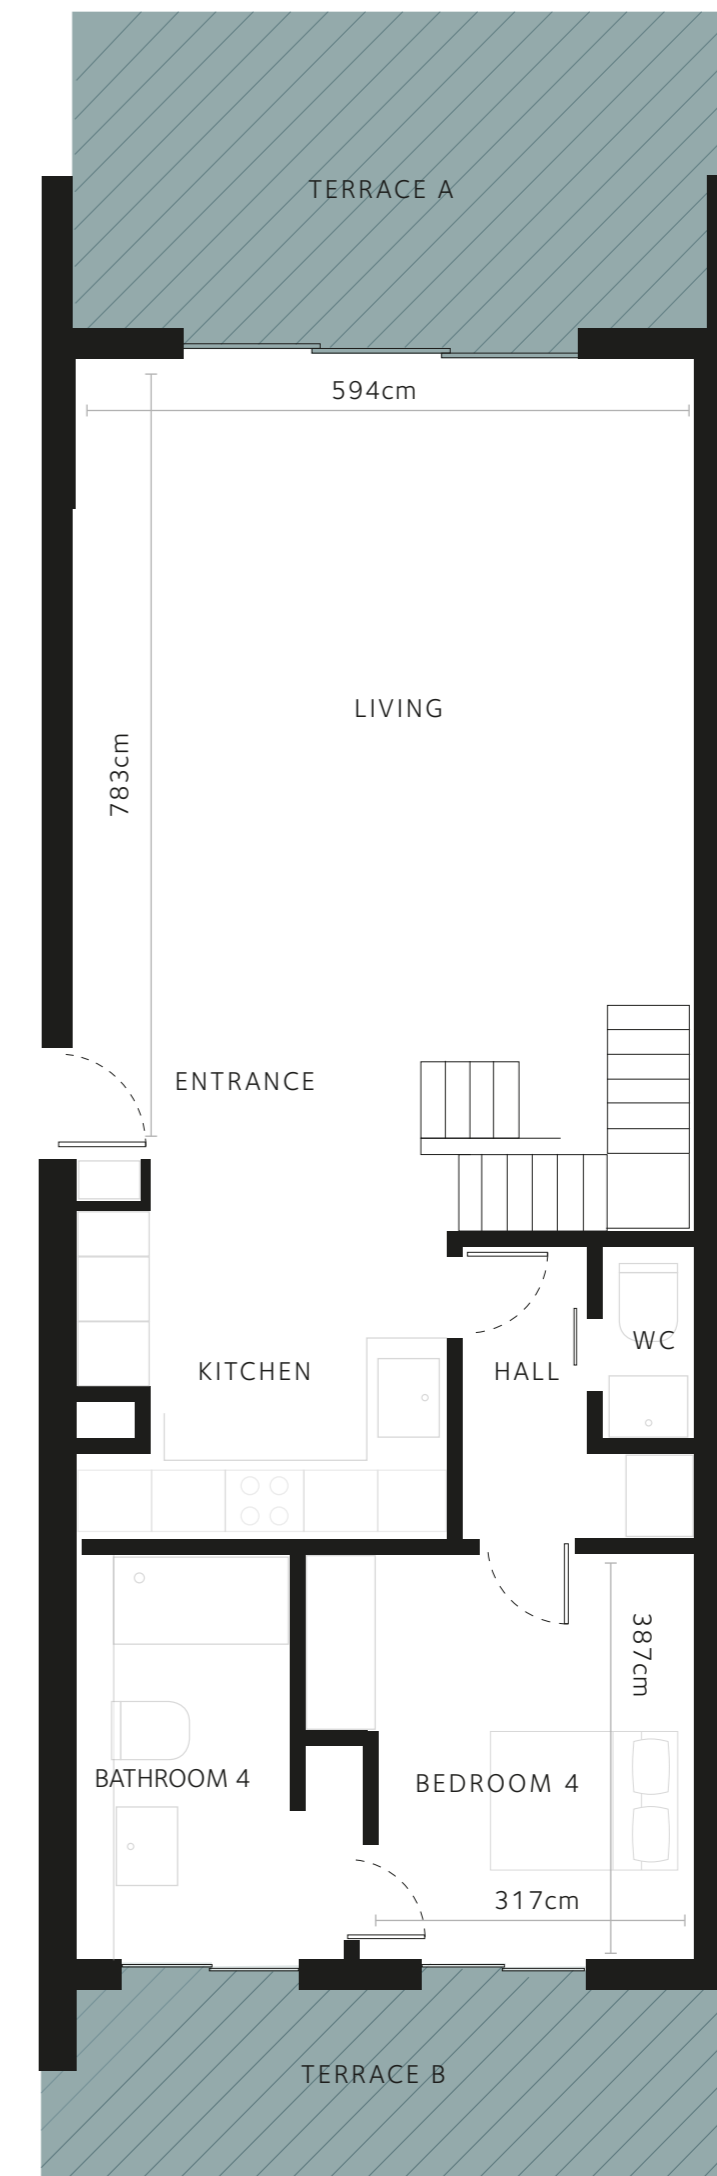 TERRACE A
594cm
LIVING
783cm
ENTRANCE
KITCHEN
HALL
WC
387cm
BATHROOM 4
BEDROOM 4
317cm
TERRACE B